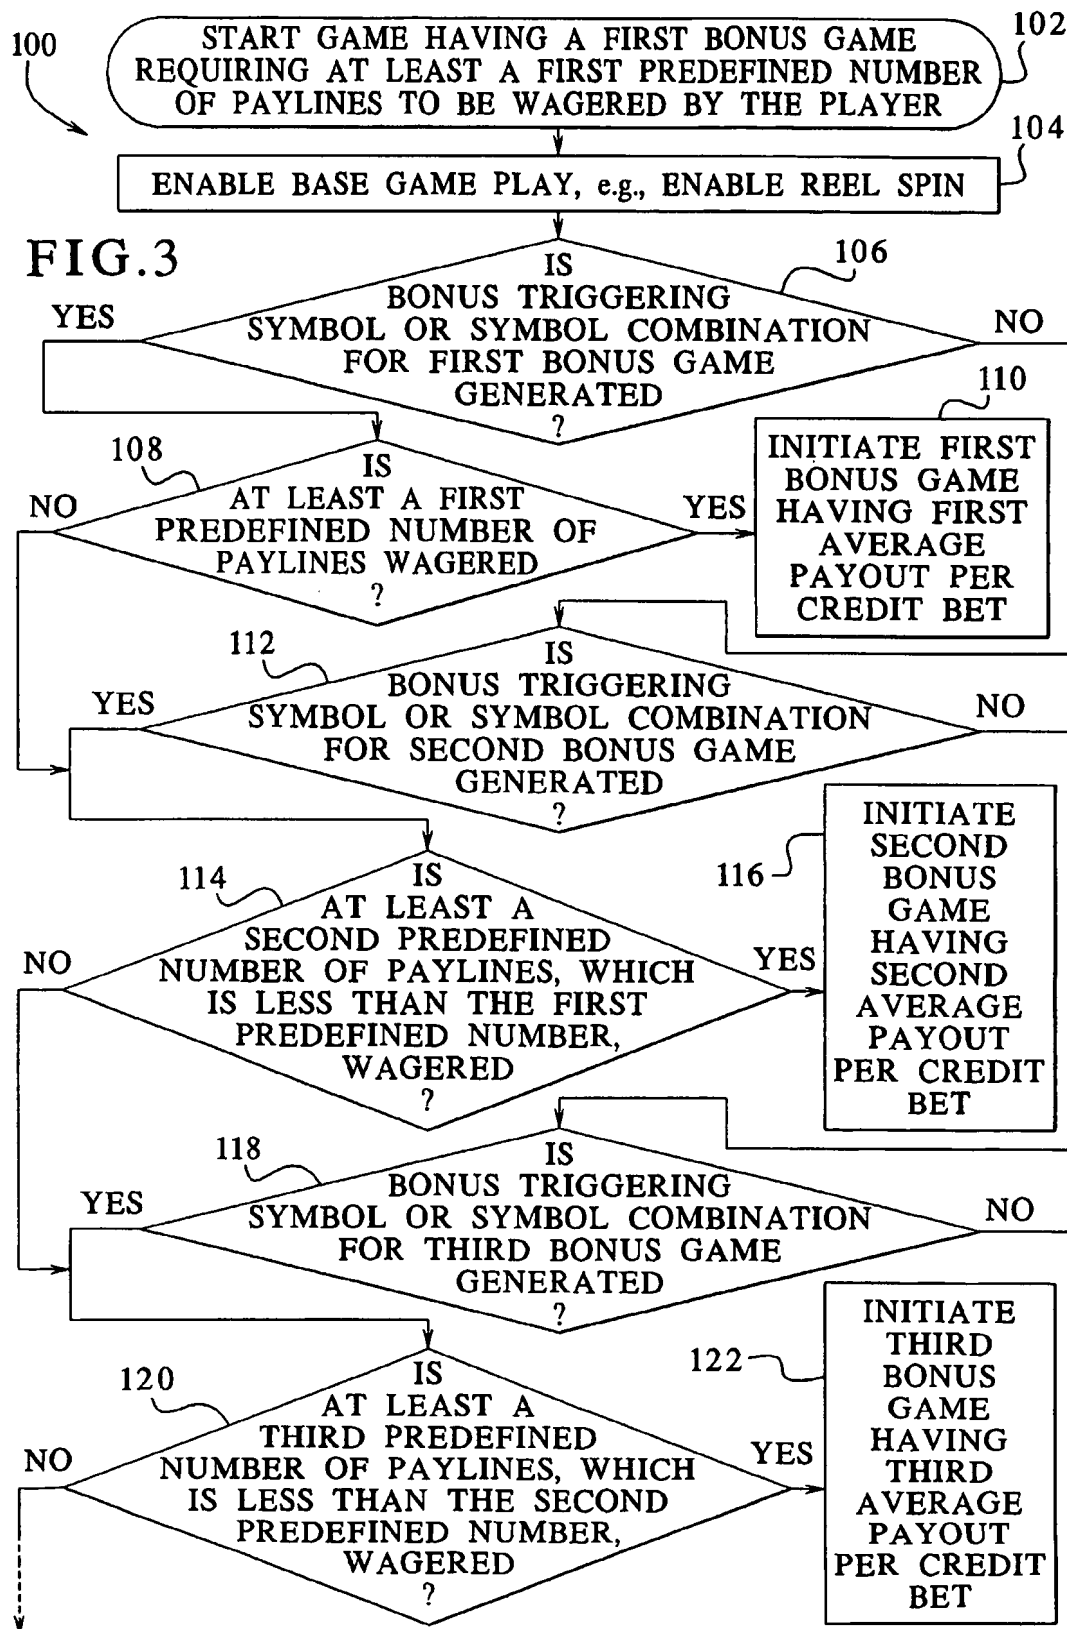 100
START GAME HAVING A FIRST BONUS GAME
REQUIRING AT LEAST A FIRST PREDEFINED NUMBER
OF PAYLINES TO BE WAGERED BY THE PLAYER
102
104
ENABLE BASE GAME PLAY, e.g., ENABLE REEL SPIN
FIG.3
106
IS
BONUS TRIGGERING
SYMBOL OR SYMBOL COMBINATION
FOR FIRST BONUS GAME
GENERATED
?
YES
NO
108
IS
AT LEAST A FIRST
PREDEFINED NUMBER OF
PAYLINES WAGERED
?
NO
YES
110
INITIATE FIRST
BONUS GAME
HAVING FIRST
AVERAGE
PAYOUT PER
CREDIT BET
112
IS
BONUS TRIGGERING
SYMBOL OR SYMBOL COMBINATION
FOR SECOND BONUS GAME
GENERATED
?
YES
NO
114
IS
AT LEAST A
SECOND PREDEFINED
NUMBER OF PAYLINES, WHICH
IS LESS THAN THE FIRST
PREDEFINED NUMBER,
WAGERED
?
NO
YES
116
INITIATE
SECOND
BONUS
GAME
HAVING
SECOND
AVERAGE
PAYOUT
PER CREDIT
BET
118
IS
BONUS TRIGGERING
SYMBOL OR SYMBOL COMBINATION
FOR THIRD BONUS GAME
GENERATED
?
YES
NO
120
IS
AT LEAST A
THIRD PREDEFINED
NUMBER OF PAYLINES, WHICH
IS LESS THAN THE SECOND
PREDEFINED NUMBER,
WAGERED
?
NO
YES
122
INITIATE
THIRD
BONUS
GAME
HAVING
THIRD
AVERAGE
PAYOUT
PER CREDIT
BET